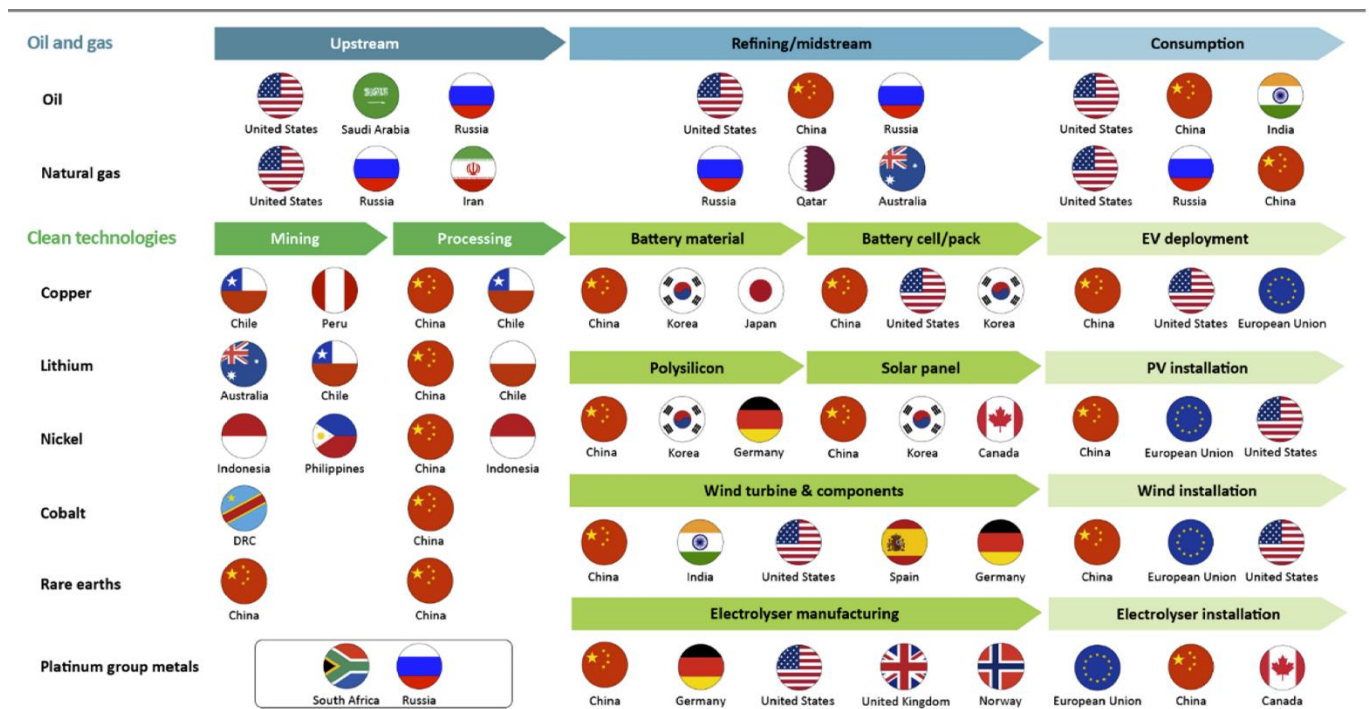 Oil and gas Upstream Refining/midstream Consumption
Oil
United States Saudi Arabia Russia United States China Russia United States China India
Natural gas
United States Russia Iran Russia Qatar Australia United States Russia China
Clean technologies Mining Processing Battery material Battery cell/pack EV deployment
Copper
Chile Peru China Chile China Korea Japan China United States Korea China United States European Union
Lithium Polysilicon Solar panel PV installation
Australia Chile China Chile
Nickel
China Korea Germany China Korea Canada China European Union United States
Indonesia Philippines China Indonesia
Wind turbine & components Wind installation
Cobalt
DRC China
China India United States Spain Germany China European Union United States
Rare earths
China China
Electrolyser manufacturing Electrolyser installation
Platinum group metals
South Africa Russia China Germany United States United Kingdom Norway European Union China Canada